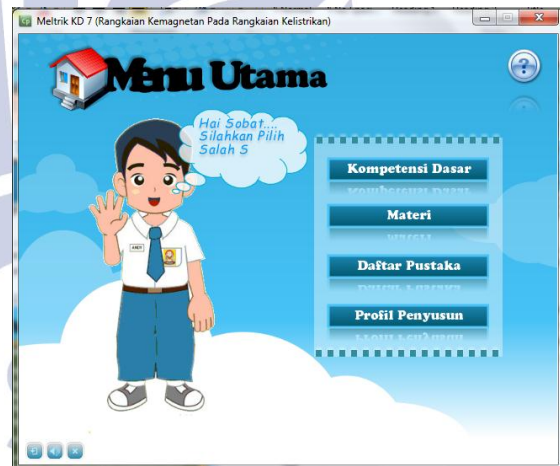 Meltrik KD 7 (Rangkaian Kemagnetan Pada Rangkaian Kelistrikan)
Menu Utama
?
Hai Sobat....
Silahkan Pilih
Salah S
Kompetensi Dasar
Materi
Daftar Pustaka
Profil Penyusun